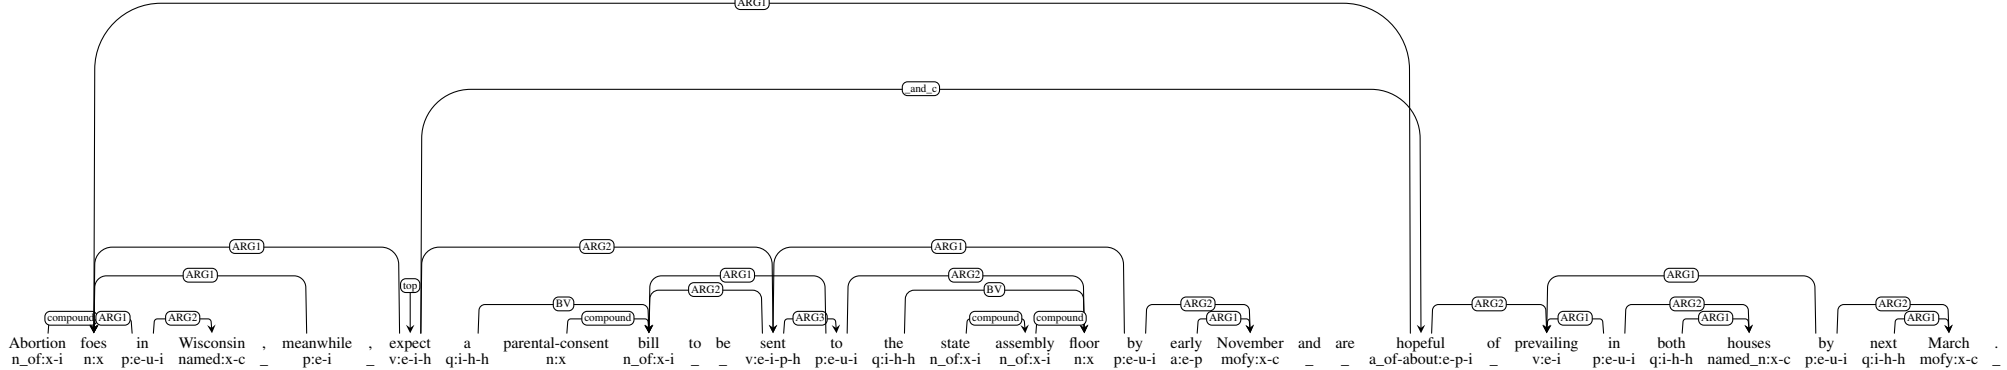 ARG1
_and_c
ARG1 ARG2 ARG1
ARG1 top ARG1 ARG2 ARG1
ARG2 BV
BV ARG2 ARG2 ARG2 ARG2
compound ARG1 ARG2 compound ARG3 compound compound ARG1 ARG1 ARG1 ARG1
Abortion foes in Wisconsin , meanwhile , expect a parental-consent bill to be sent to the state assembly floor by early November and are hopeful of prevailing in both houses by next March .
n_of:x-i n:x p:e-u-i named:x-c _ p:e-i _ v:e-i-h q:i-h-h n:x n_of:x-i _ _ v:e-i-p-h p:e-u-i q:i-h-h n_of:x-i n_of:x-i n:x p:e-u-i a:e-p mofy:x-c _ _ a_of-about:e-p-i _ v:e-i p:e-u-i q:i-h-h named_n:x-c p:e-u-i q:i-h-h mofy:x-c _